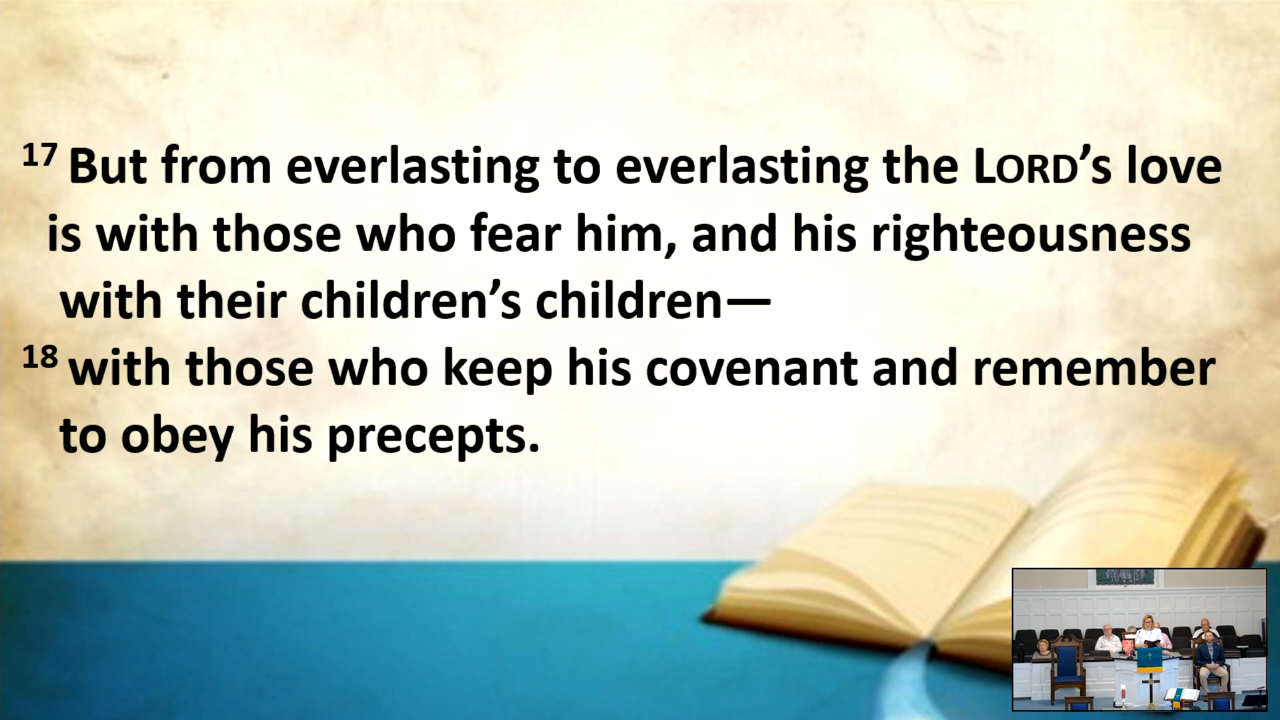 17 But from everlasting to everlasting the LORD’s love
is with those who fear him, and his righteousness
with their children’s children—
18 with those who keep his covenant and remember
to obey his precepts.